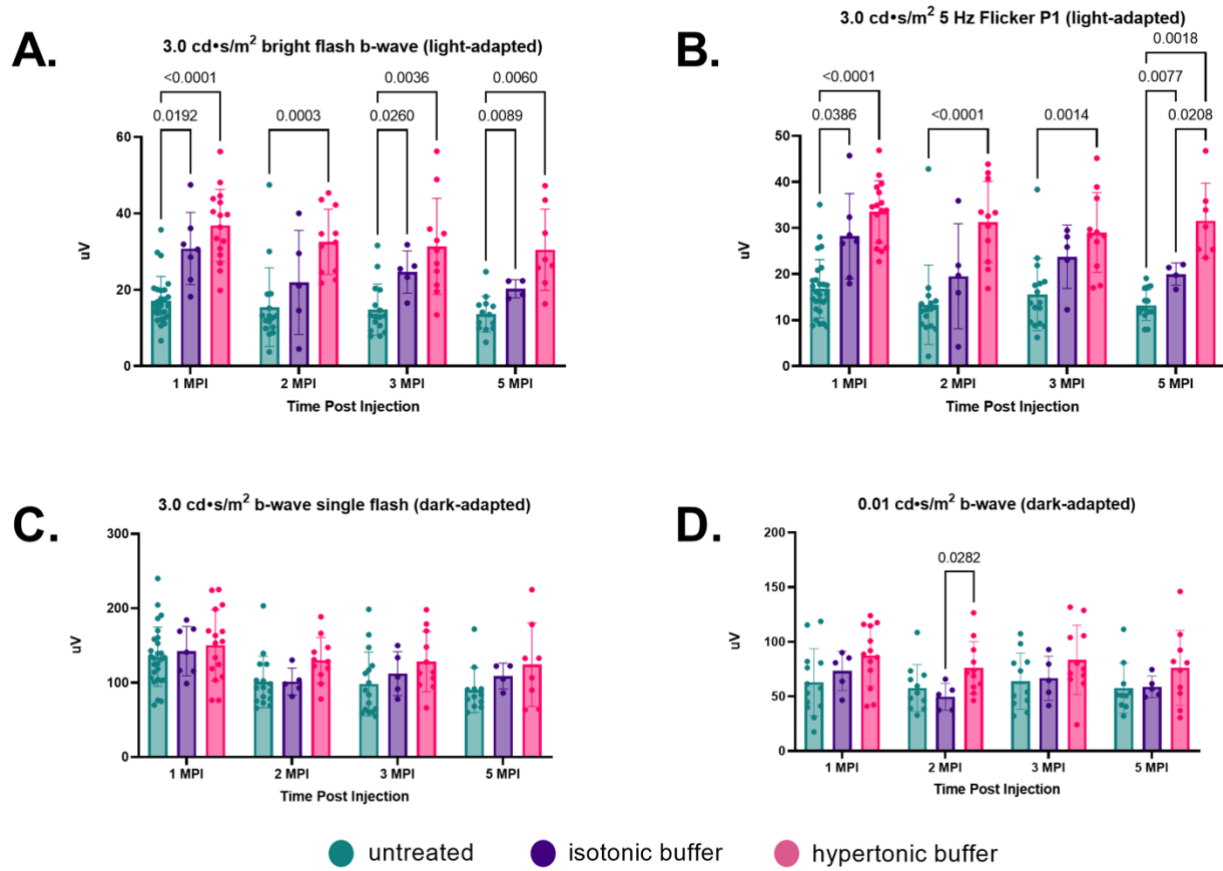 A.
3.0 cd•s/m² bright flash b-wave (light-adapted)
<0.0001
0.0192
0.0003
0.0036
0.0260
0.0060
0.0089
60
40
20
0
uV
1 MPI
2 MPI
3 MPI
5 MPI
Time Post Injection
B.
3.0 cd•s/m² 5 Hz Flicker P1 (light-adapted)
<0.0001
0.0386
<0.0001
0.0014
0.0018
0.0077
0.0208
50
40
30
20
10
0
uV
1 MPI
2 MPI
3 MPI
5 MPI
Time Post Injection
C.
3.0 cd•s/m² b-wave single flash (dark-adapted)
300
200
100
0
uV
1 MPI
2 MPI
3 MPI
5 MPI
Time Post Injection
D.
0.01 cd•s/m² b-wave (dark-adapted)
0.0282
200
150
100
50
0
uV
1 MPI
2 MPI
3 MPI
5 MPI
Time Post Injection
untreated
isotonic buffer
hypertonic buffer